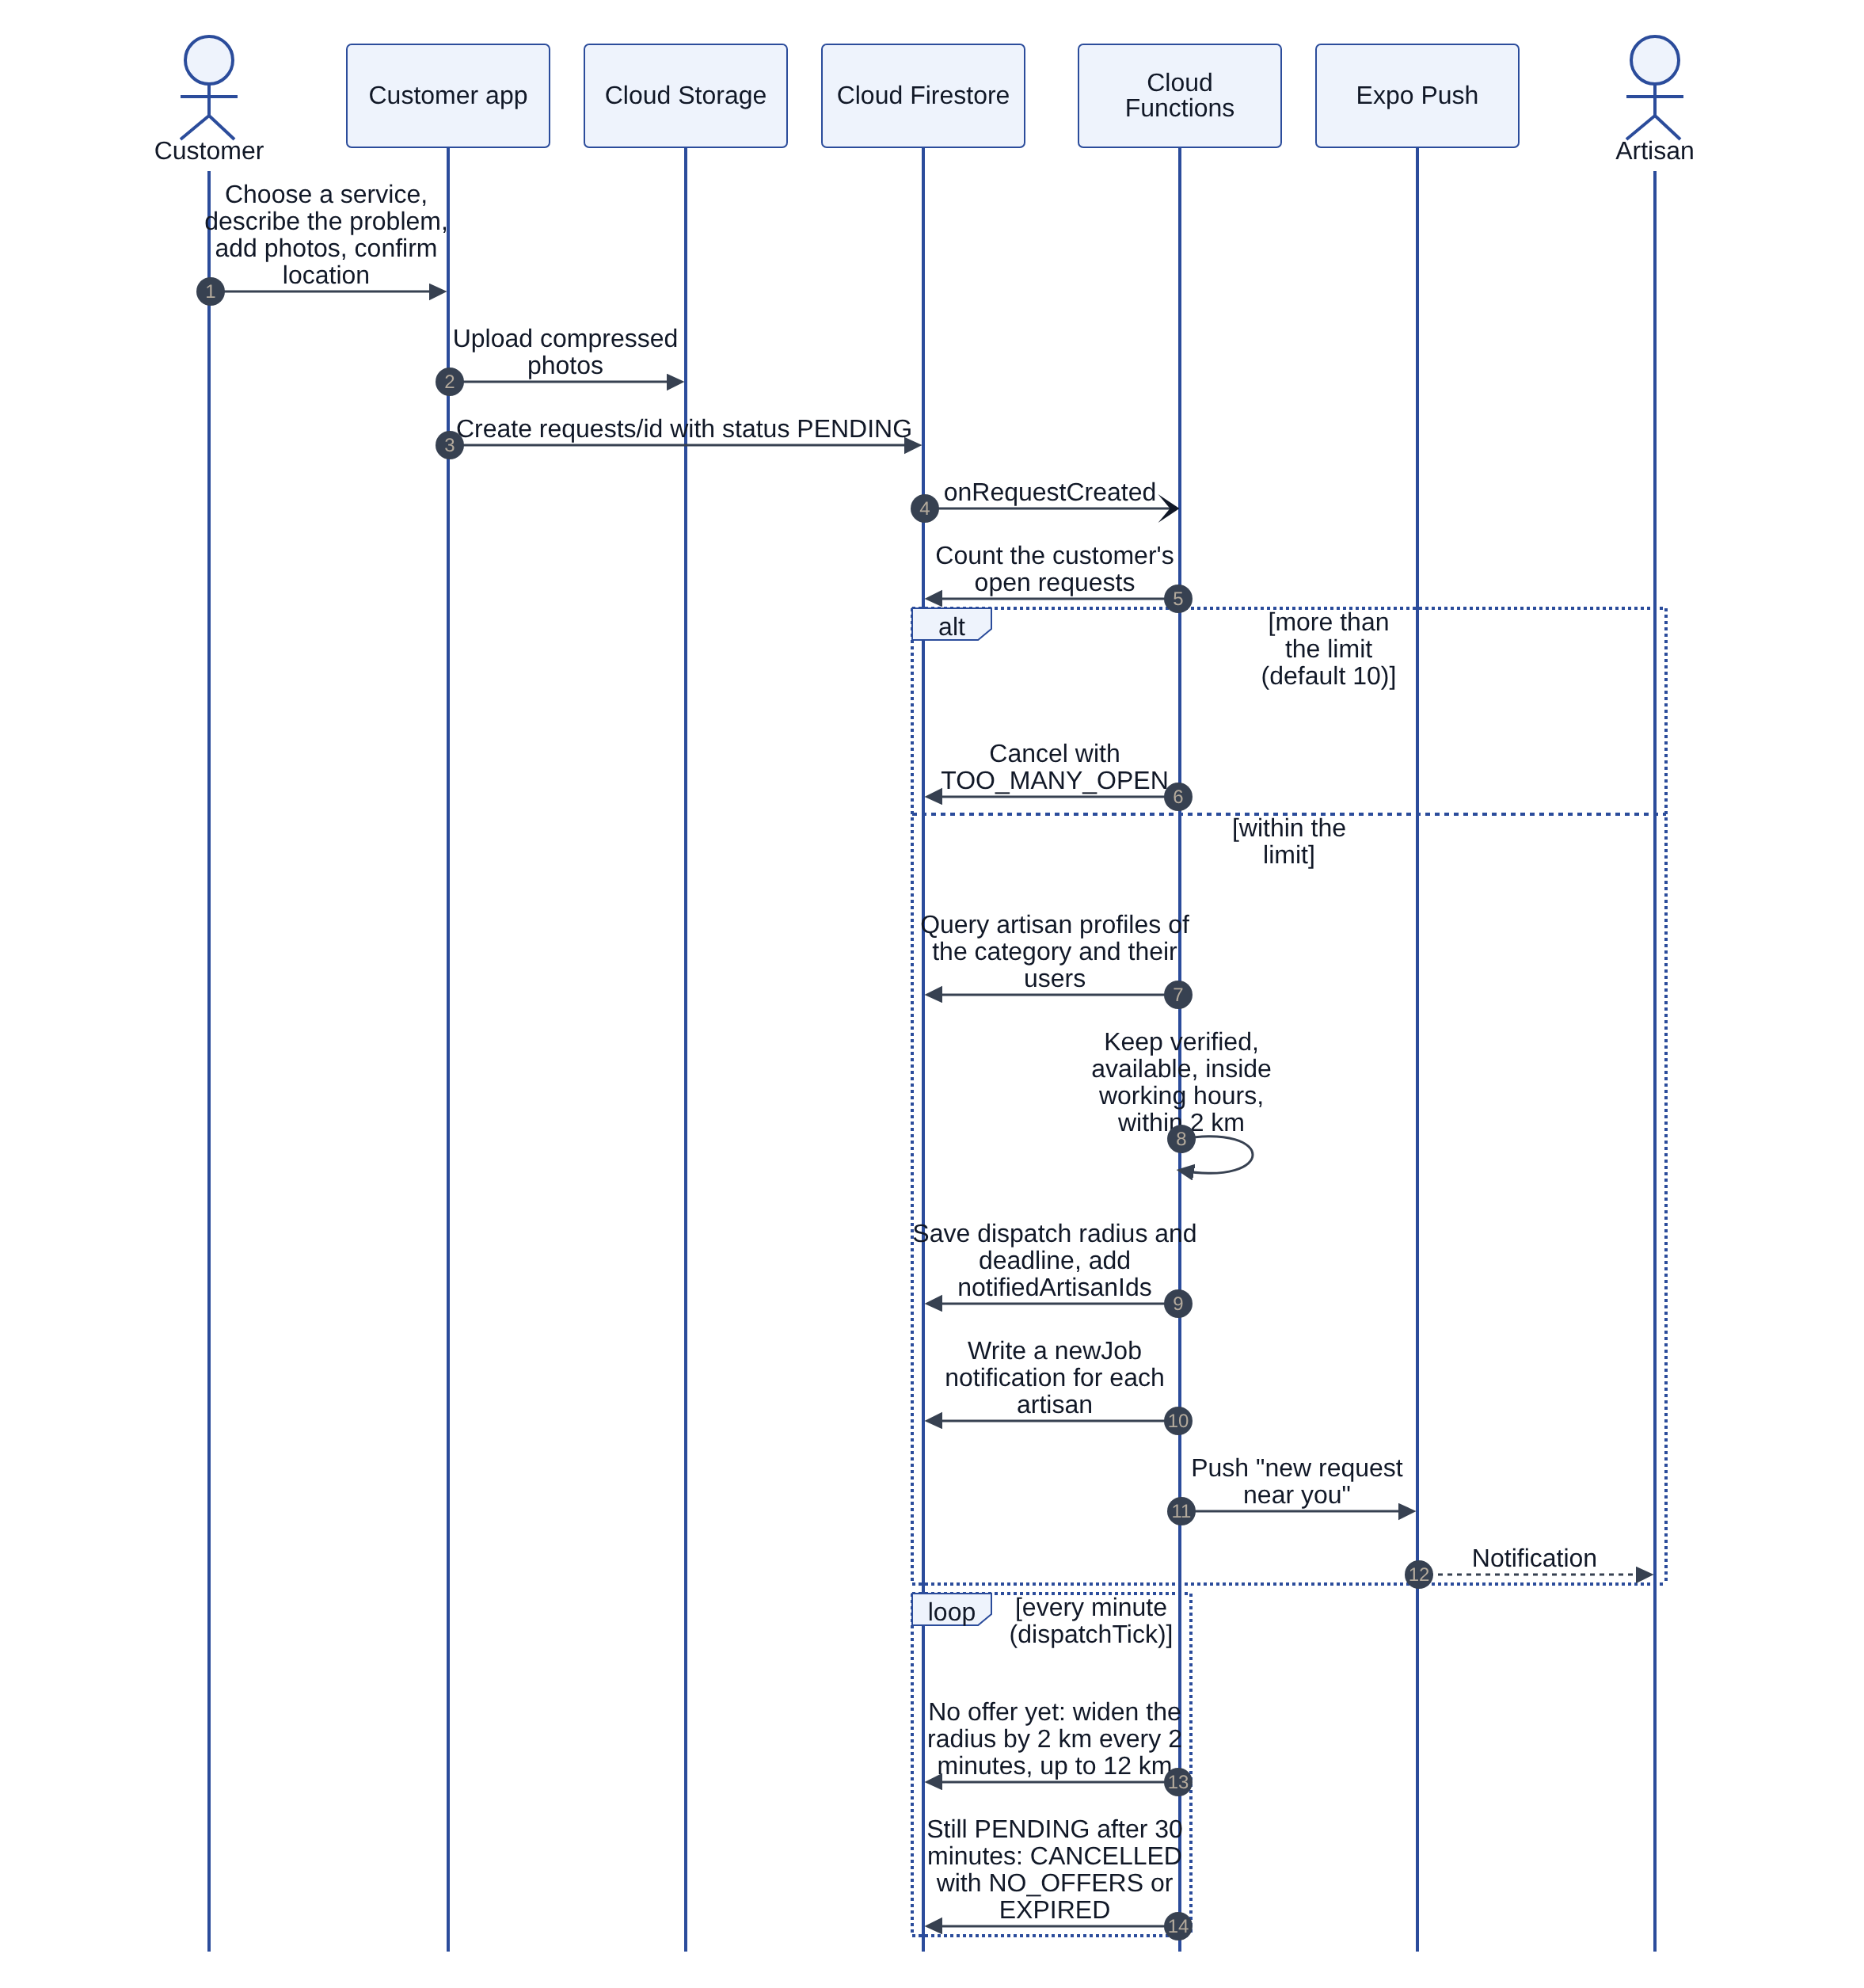 Customer
Customer app
Cloud Storage
Cloud Firestore
Cloud
Functions
Expo Push
Artisan
Choose a service,
describe the problem,
add photos, confirm
location
1
Upload compressed
photos
2
Create requests/id with status PENDING
3
onRequestCreated
4
Count the customer's
open requests
5
alt
[more than
the limit
(default 10)]
Cancel with
TOO_MANY_OPEN
6
[within the
limit]
Query artisan profiles of
the category and their
users
7
Keep verified,
available, inside
working hours,
within 2 km
8
Save dispatch radius and
deadline, add
notifiedArtisanIds
9
Write a newJob
notification for each
artisan
10
Push "new request
near you"
11
Notification
12
loop
[every minute
(dispatchTick)]
No offer yet: widen the
radius by 2 km every 2
minutes, up to 12 km
13
Still PENDING after 30
minutes: CANCELLED
with NO_OFFERS or
EXPIRED
14